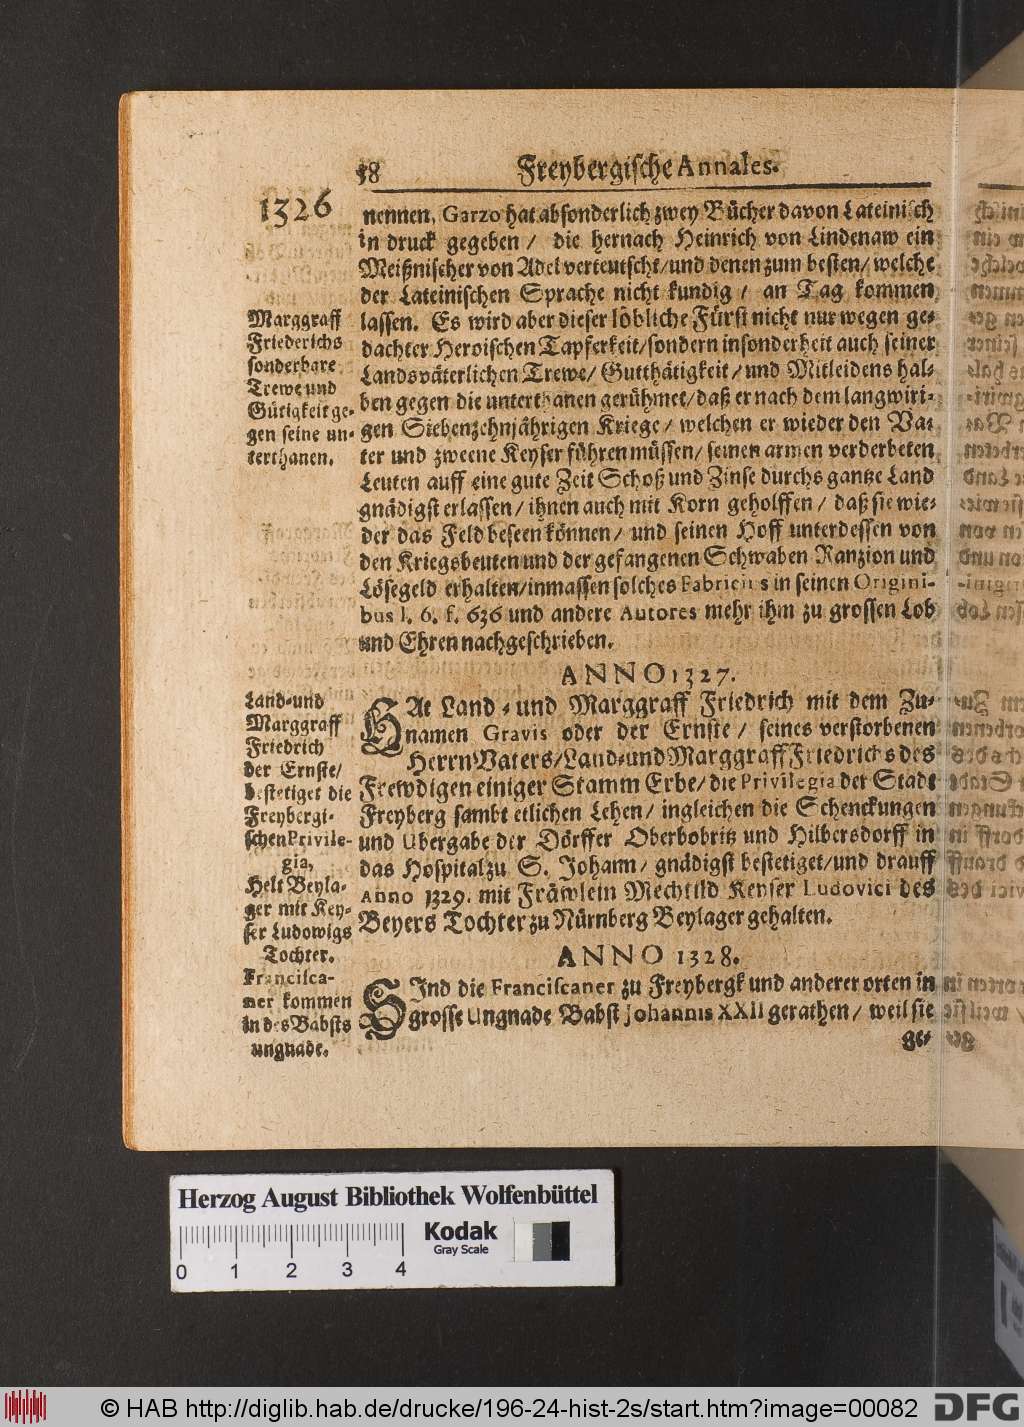 58 Freybergische Annales.
1326
nennen, Garzo hat absonderlich zwey Bücher davon Lateinisch
in druck gegeben / die hernach Heinrich von Lindenaw ein
Meißnischer von Adel verteutscht / und denen zum besten / welche
der Lateinischen Sprache nicht kundig / an Tag kommen
lassen. Es wird aber dieser löbliche Fürst nicht nur wegen ge-
dachter Heroischen Tapferkeit / sondern insonderheit auch seiner
Landsväterlichen Trewe / Gutthätigkeit / und Mitleidens hal-
ben gegen die unterthanen gerühmet / daß er nach dem langwiri-
gen Siebenzehnjährigen Kriege / welchen er wieder den Va-
ter und zweene Keyser führen müssen / seinen armen verderbeten
Leuten auff eine gute Zeit Schoß und Zinse durchs gantze Land
gnädigst erlassen / ihnen auch mit Korn geholffen / daß sie wie-
der das Feld beseen können / und seinen Hoff unterdessen von
den Kriegsbeuten und der gefangenen Schwaben Ranzion und
Lösegeld erhalten / inmassen solches Fabricius in seinen Origini-
bus l. 6. f. 636 und andere Autores mehr ihm zu grossen Lob
und Ehren nachgeschrieben.
Marggraff
Friederichs
sonderbare
Trewe und
Gütigkeit ge-
gen seine un-
terthanen.
ANNO 1327.
HAt Land- und Marggraff Friedrich mit dem Zu-
namen Gravis oder der Ernste / seines verstorbenen
Herrn Vaters / Land- und Marggraff Friedrichs des
Frewdigen einiger Stamm Erbe / die Privilegia der Stadt
Freyberg sambt etlichen Lehen / ingleichen die Schenckungen
und Ubergabe der Dörffer Oberbobritz und Hilbersdorff in
das Hospital zu S. Johann / gnädigst bestetiget / und drauff
Anno 1329. mit Fräwlein Mechtild Keyser Ludovici des
Beyers Tochter zu Nürnberg Beylager gehalten.
Land- und
Marggraff
Friedrich
der Ernste /
bestetiget die
Freybergi-
schen Privile-
gia,
Helt Beyla-
ger mit Key-
ser Ludowigs
Tochter.
ANNO 1328.
SInd die Franciscaner zu Freybergk und anderer orten in
grosse Ungnade Babst Johannis XXII gerathen / weil sie
ge-
Francisca-
ner kommen
in des Babsts
ungnade.
Herzog August Bibliothek Wolfenbüttel
Kodak
Gray Scale
0 1 2 3 4
© HAB http://diglib.hab.de/drucke/196-24-hist-2s/start.htm?image=00082
DFG